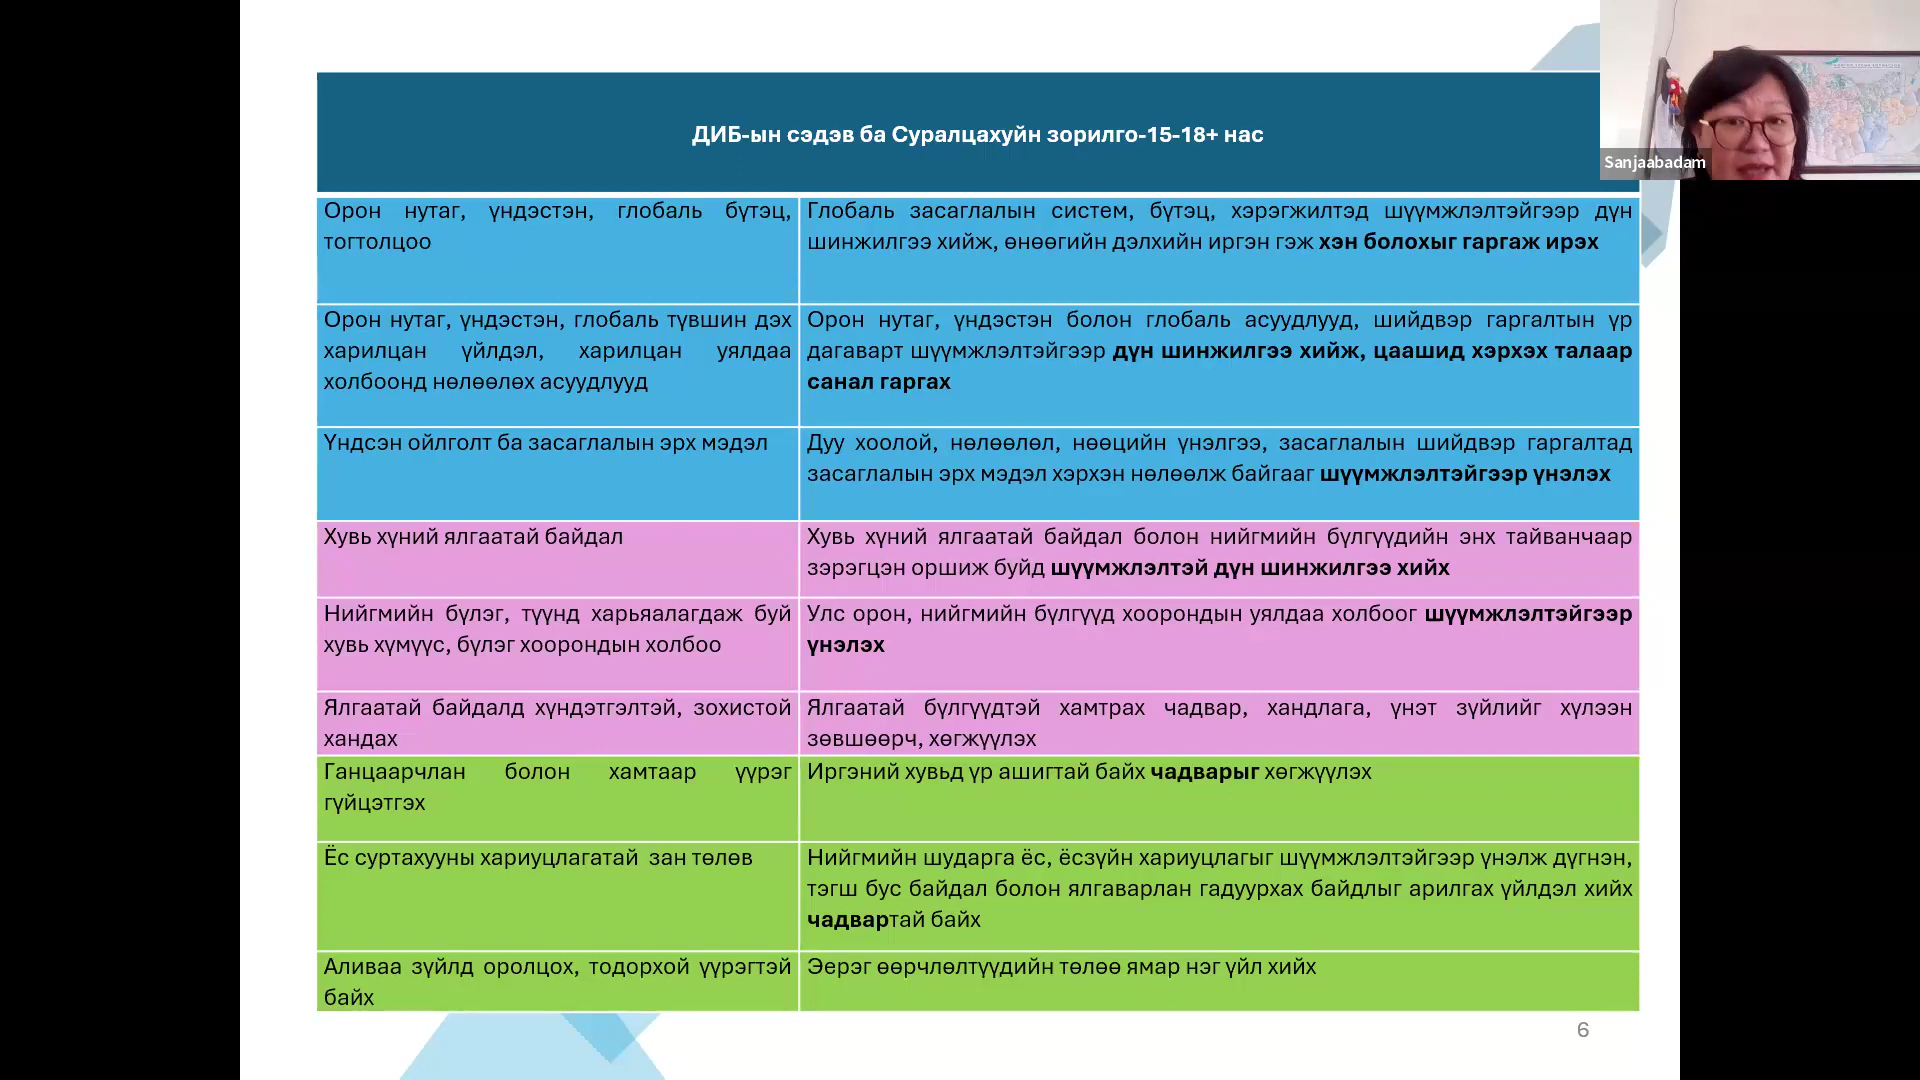 ДИБ-ын сэдэв ба Суралцахуйн зорилго-15-18+ нас
Sanjaabadam
Орон нутаг, үндэстэн, глобаль бүтэц,
тогтолцоо
Глобаль засаглалын систем, бүтэц, хэрэгжилтэд шүүмжлэлтэйгээр дүн
шинжилгээ хийж, өнөөгийн дэлхийн иргэн гэж хэн болохыг гаргаж ирэх
Орон нутаг, үндэстэн, глобаль түвшин дэх
харилцан үйлдэл, харилцан уялдаа
холбоонд нөлөөлөх асуудлууд
Орон нутаг, үндэстэн болон глобаль асуудлууд, шийдвэр гаргалтын үр
дагаварт шүүмжлэлтэйгээр дүн шинжилгээ хийж, цаашид хэрхэх талаар
санал гаргах
Үндсэн ойлголт ба засаглалын эрх мэдэл
Дуу хоолой, нөлөөлөл, нөөцийн үнэлгээ, засаглалын шийдвэр гаргалтад
засаглалын эрх мэдэл хэрхэн нөлөөлж байгааг шүүмжлэлтэйгээр үнэлэх
Хувь хүний ялгаатай байдал
Хувь хүний ялгаатай байдал болон нийгмийн бүлгүүдийн энх тайванчаар
зэрэгцэн оршиж буйд шүүмжлэлтэй дүн шинжилгээ хийх
Нийгмийн бүлэг, түүнд харьяалагдаж буй
хувь хүмүүс, бүлэг хоорондын холбоо
Улс орон, нийгмийн бүлгүүд хоорондын уялдаа холбоог шүүмжлэлтэйгээр
үнэлэх
Ялгаатай байдалд хүндэтгэлтэй, зохистой
хандах
Ялгаатай бүлгүүдтэй хамтрах чадвар, хандлага, үнэт зүйлийг хүлээн
зөвшөөрч, хөгжүүлэх
Ганцаарчлан болон хамтаар үүрэг
гүйцэтгэх
Иргэний хувьд үр ашигтай байх чадварыг хөгжүүлэх
Ёс суртахууны хариуцлагатай зан төлөв
Нийгмийн шударга ёс, ёсзүйн хариуцлагыг шүүмжлэлтэйгээр үнэлж дүгнэн,
тэгш бус байдал болон ялгаварлан гадуурхах байдлыг арилгах үйлдэл хийх
чадвартай байх
Аливаа зүйлд оролцох, тодорхой үүрэгтэй
байх
Эерэг өөрчлөлтүүдийн төлөө ямар нэг үйл хийх
6